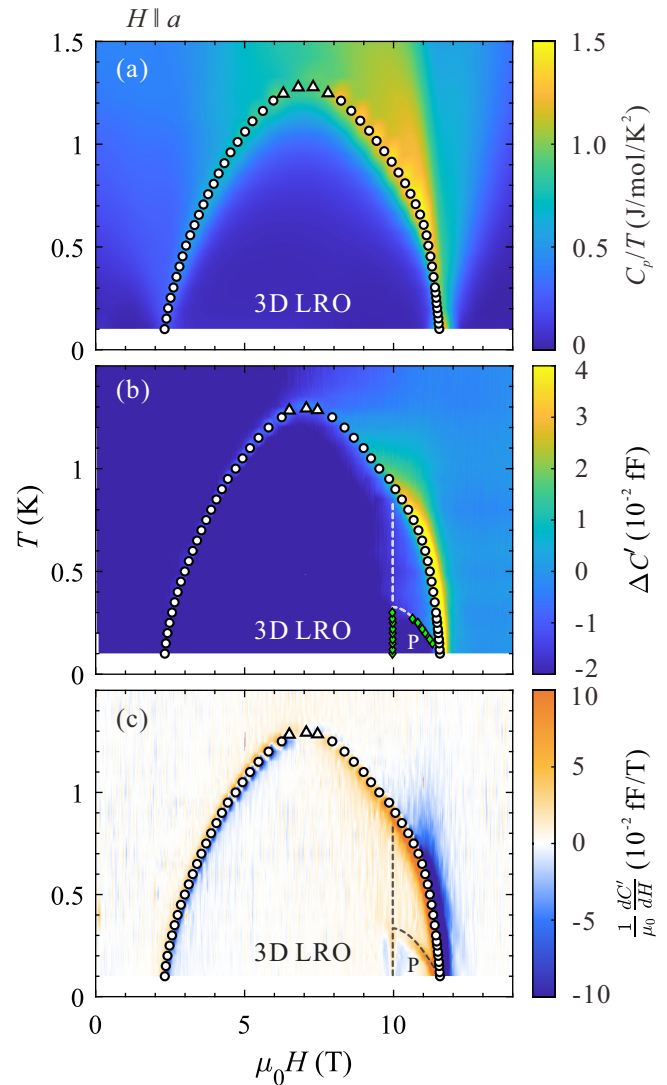 H ∥ a
(a)
1.5
1
0.5
0
3D LRO
1.5
1.0
0.5
0
C_p/T (J/mol/K²)
(b)
1
0.5
0
3D LRO
P
4
3
2
1
0
-1
-2
ΔC′ (10⁻² fF)
T (K)
(c)
1
0.5
0
3D LRO
P
10
5
0
-5
-10
1/μ₀ dC′/dH (10⁻² fF/T)
0
5
10
μ₀H (T)